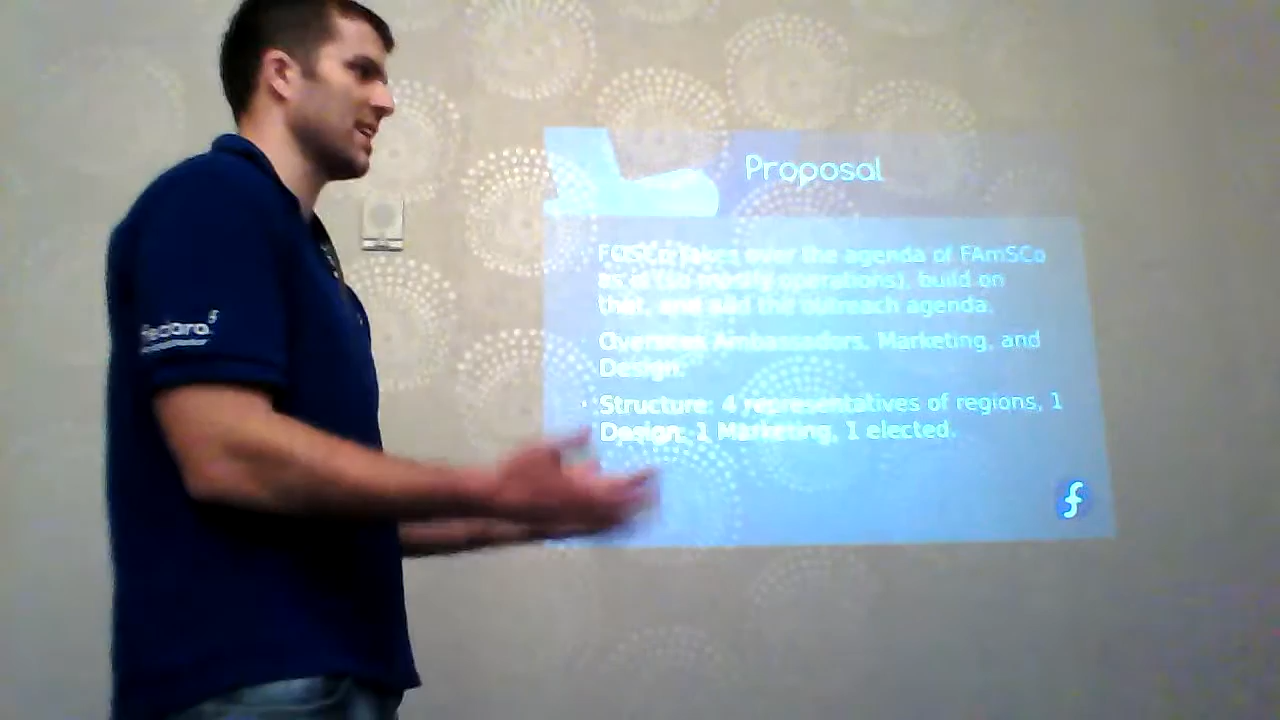 Proposal
FOSCo takes over the agenda of FAmSCo
as is (so mostly operations), build on
that, and add the outreach agenda.
Oversees Ambassadors, Marketing, and
Design.
Structure: 4 representatives of regions, 1
Design, 1 Marketing, 1 elected.
fedora